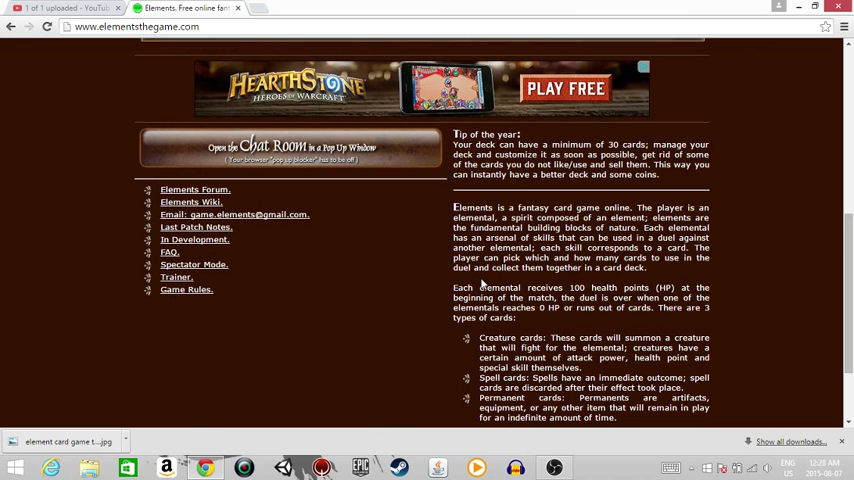 1 of 1 uploaded - YouTub
Elements. Free online fant
www.elementsthegame.com
HEARTHSTONE
HEROES OF WARCRAFT
PLAY FREE
Open the Chat Room in a Pop Up Window
( Your browser "pop up blocker" has to be off )
Elements Forum.
Elements Wiki.
Email: game.elements@gmail.com.
Last Patch Notes.
In Development.
FAQ.
Spectator Mode.
Trainer.
Game Rules.
Tip of the year:
Your deck can have a minimum of 30 cards; manage your
deck and customize it as soon as possible, get rid of some
of the cards you do not like/use and sell them. This way you
can instantly have a better deck and some coins.
Elements is a fantasy card game online. The player is an
elemental, a spirit composed of an element; elements are
the fundamental building blocks of nature. Each elemental
has an arsenal of skills that can be used in a duel against
another elemental; each skill corresponds to a card. The
player can pick which and how many cards to use in the
duel and collect them together in a card deck.
Each elemental receives 100 health points (HP) at the
beginning of the match, the duel is over when one of the
elementals reaches 0 HP or runs out of cards. There are 3
types of cards:
Creature cards: These cards will summon a creature
that will fight for the elemental; creatures have a
certain amount of attack power, health point and
special skill themselves.
Spell cards: Spells have an immediate outcome; spell
cards are discarded after their effect took place.
Permanent cards: Permanents are artifacts,
equipment, or any other item that will remain in play
for an indefinite amount of time.
element card game t....jpg
Show all downloads...
EPIC
ENG
US
12:28 AM
2015-08-07